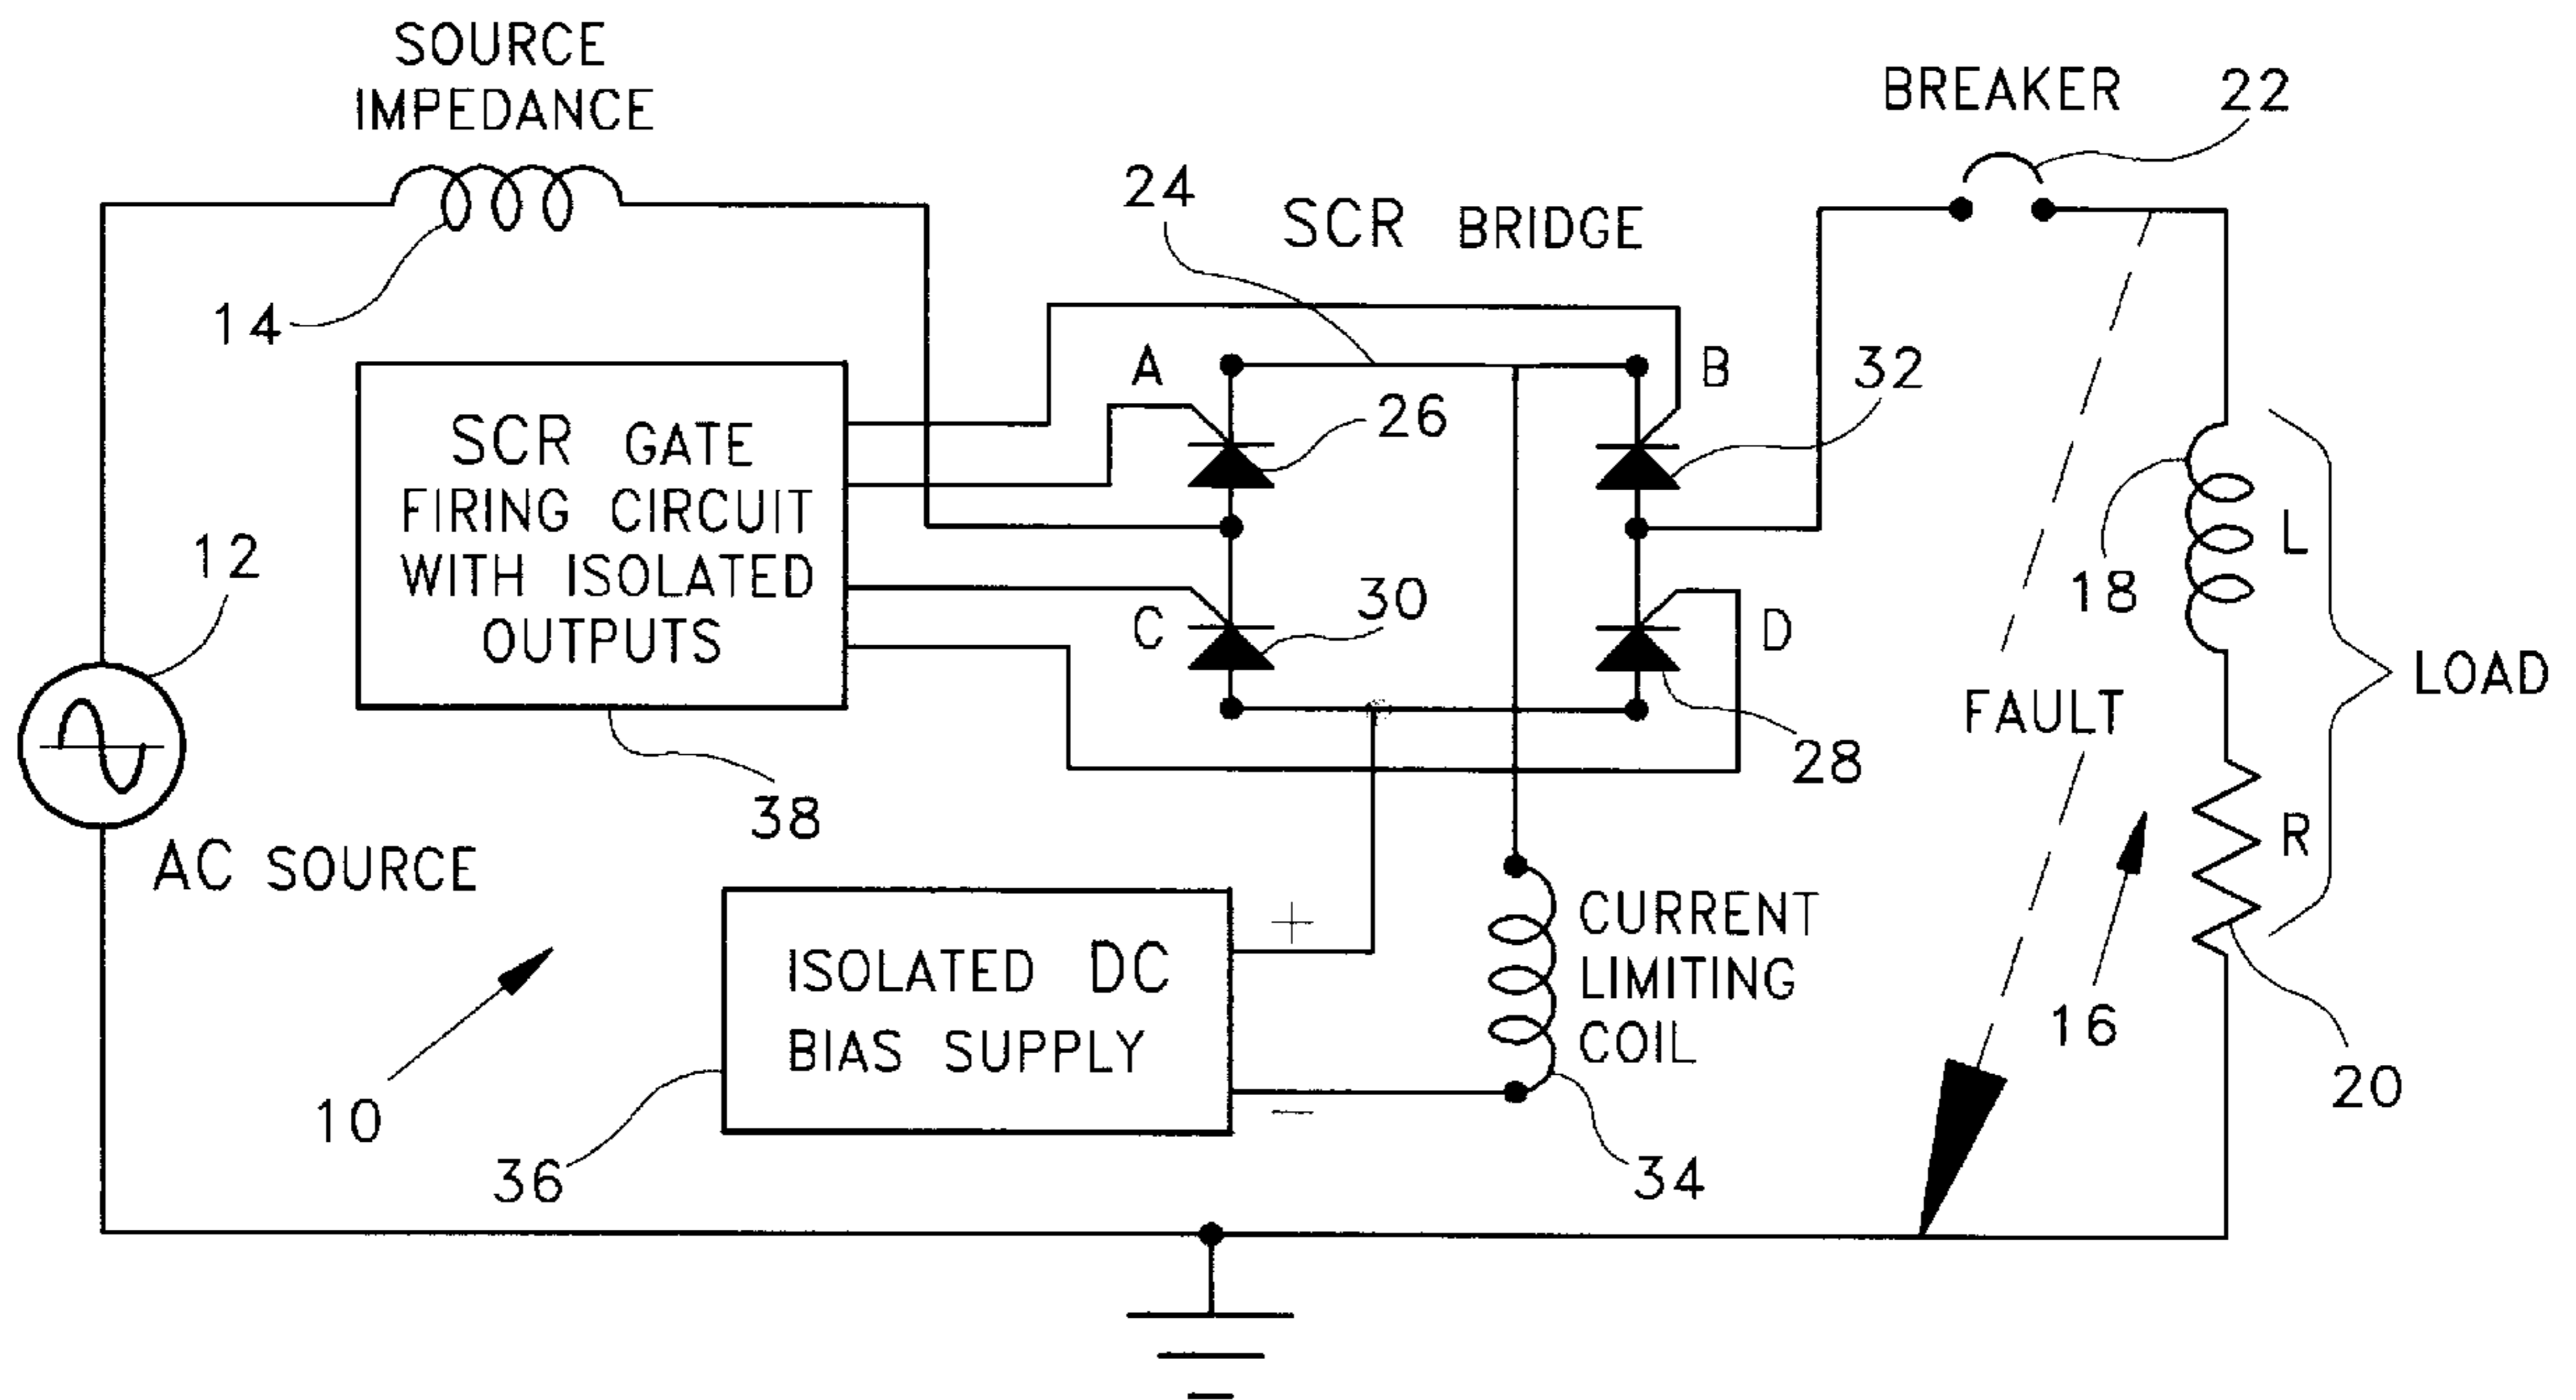 SOURCE
IMPEDANCE
14
BREAKER 22
24
SCR BRIDGE
A
B
32
26
SCR GATE
FIRING CIRCUIT
WITH ISOLATED
OUTPUTS
12
30
C
D
28
38
AC SOURCE
18
L
LOAD
FAULT
R
16
20
+
ISOLATED DC
BIAS SUPPLY
−
CURRENT
LIMITING
COIL
10
36
34